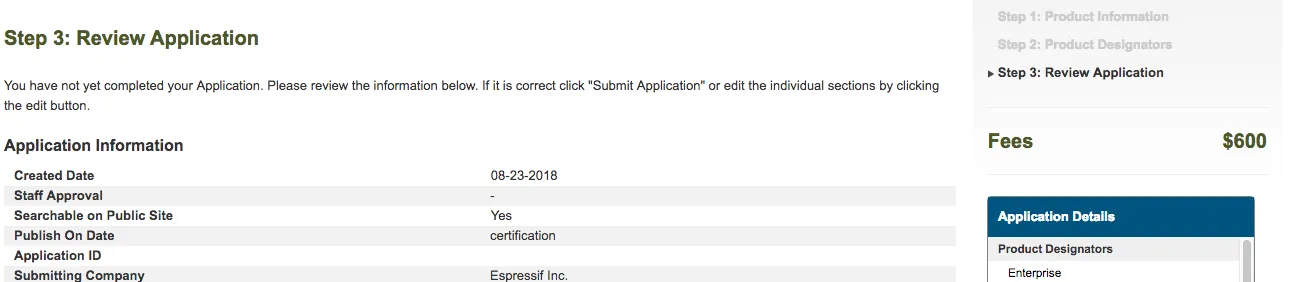 Step 3: Review Application
You have not yet completed your Application. Please review the information below. If it is correct click "Submit Application" or edit the individual sections by clicking
the edit button.
Application Information
Created Date 08-23-2018
Staff Approval -
Searchable on Public Site Yes
Publish On Date certification
Application ID
Submitting Company Espressif Inc.
Step 1: Product Information
Step 2: Product Designators
Step 3: Review Application
Fees $600
Application Details
Product Designators
Enterprise